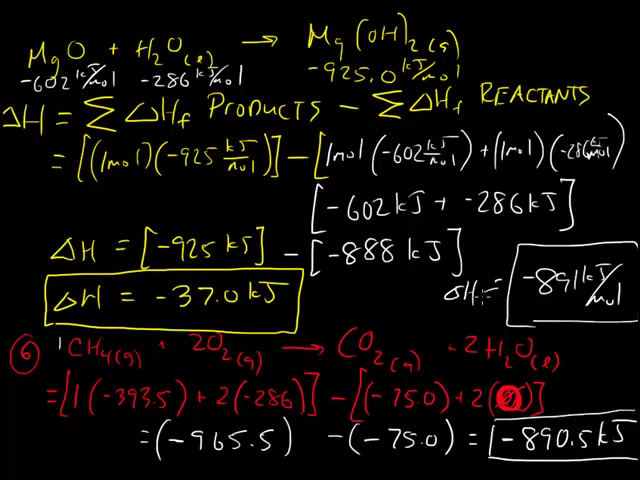 MgO + H₂O(l) → Mg(OH)₂(s)
-602 kJ/mol -286 kJ/mol -925.0 kJ/mol
ΔH = Σ ΔHf PRODUCTS - Σ ΔHf REACTANTS
= [(1mol)(-925 kJ/mol)] - [1mol (-602 kJ/mol) + (1mol)(-286 kJ/mol)
[-602 kJ + -286 kJ]
ΔH = [-925 kJ] - [-888 kJ]
ΔH = -37.0 kJ
ΔH = -891 kJ/mol
⑥ 1CH₄(g) + 2O₂(g) → CO₂(g) + 2H₂O(l)
= [1(-393.5) + 2(-286)] - [(-75.0) + 2(0)]
= (-965.5) - (-75.0) = -890.5 kJ